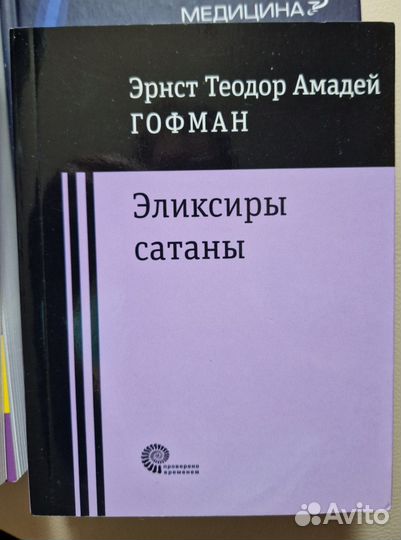 МЕДИЦИНА
Эрнст Теодор Амадей
ГОФМАН
Эликсиры
сатаны
проверено
временем
Avito